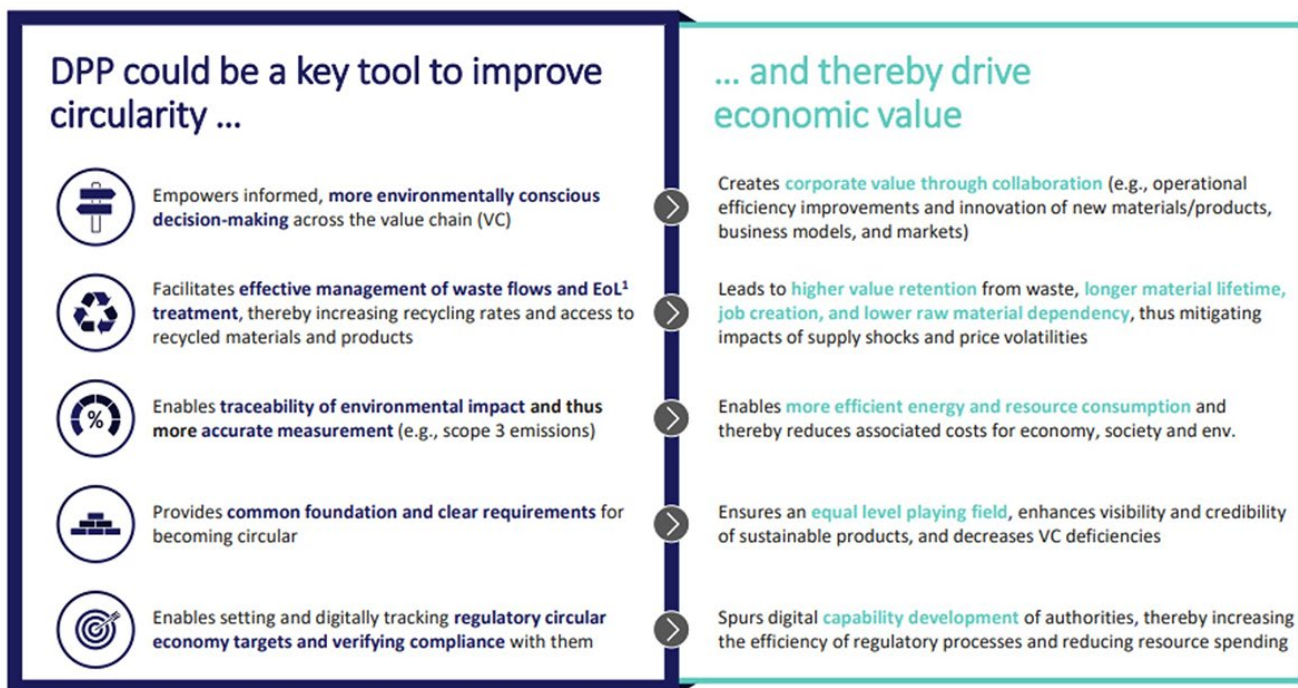 DPP could be a key tool to improve
circularity ...
... and thereby drive
economic value
Empowers informed, more environmentally conscious
decision-making across the value chain (VC)
Creates corporate value through collaboration (e.g., operational
efficiency improvements and innovation of new materials/products,
business models, and markets)
Facilitates effective management of waste flows and EoL¹
treatment, thereby increasing recycling rates and access to
recycled materials and products
Leads to higher value retention from waste, longer material lifetime,
job creation, and lower raw material dependency, thus mitigating
impacts of supply shocks and price volatilities
%
Enables traceability of environmental impact and thus
more accurate measurement (e.g., scope 3 emissions)
Enables more efficient energy and resource consumption and
thereby reduces associated costs for economy, society and env.
Provides common foundation and clear requirements for
becoming circular
Ensures an equal level playing field, enhances visibility and credibility
of sustainable products, and decreases VC deficiencies
Enables setting and digitally tracking regulatory circular
economy targets and verifying compliance with them
Spurs digital capability development of authorities, thereby increasing
the efficiency of regulatory processes and reducing resource spending